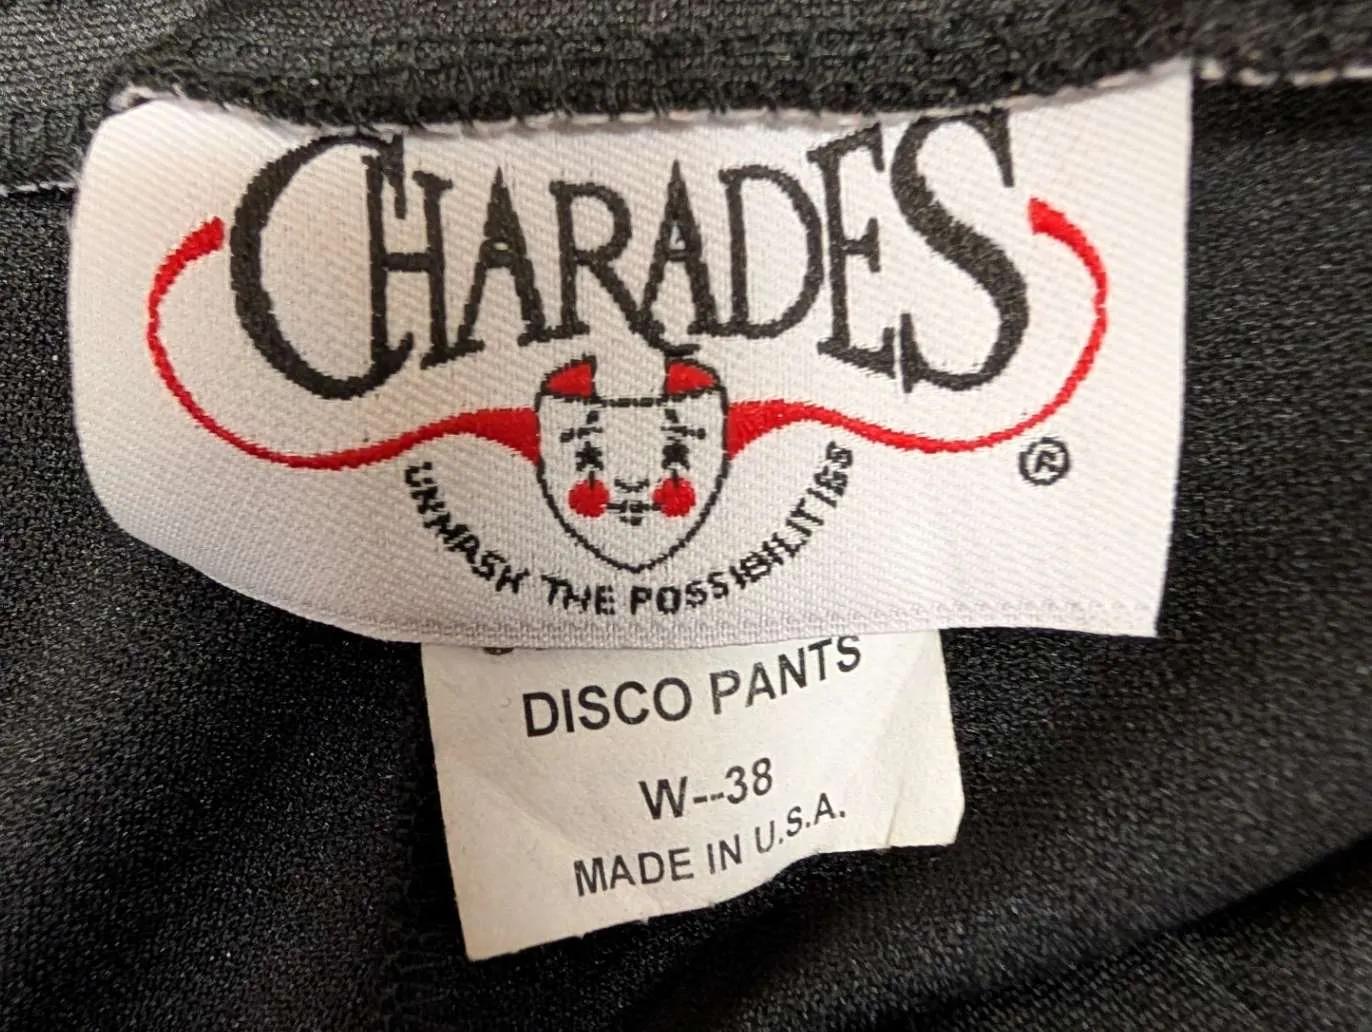 CHARADES
®
UNMASK THE POSSIBILITIES
DISCO PANTS
W--38
MADE IN U.S.A.